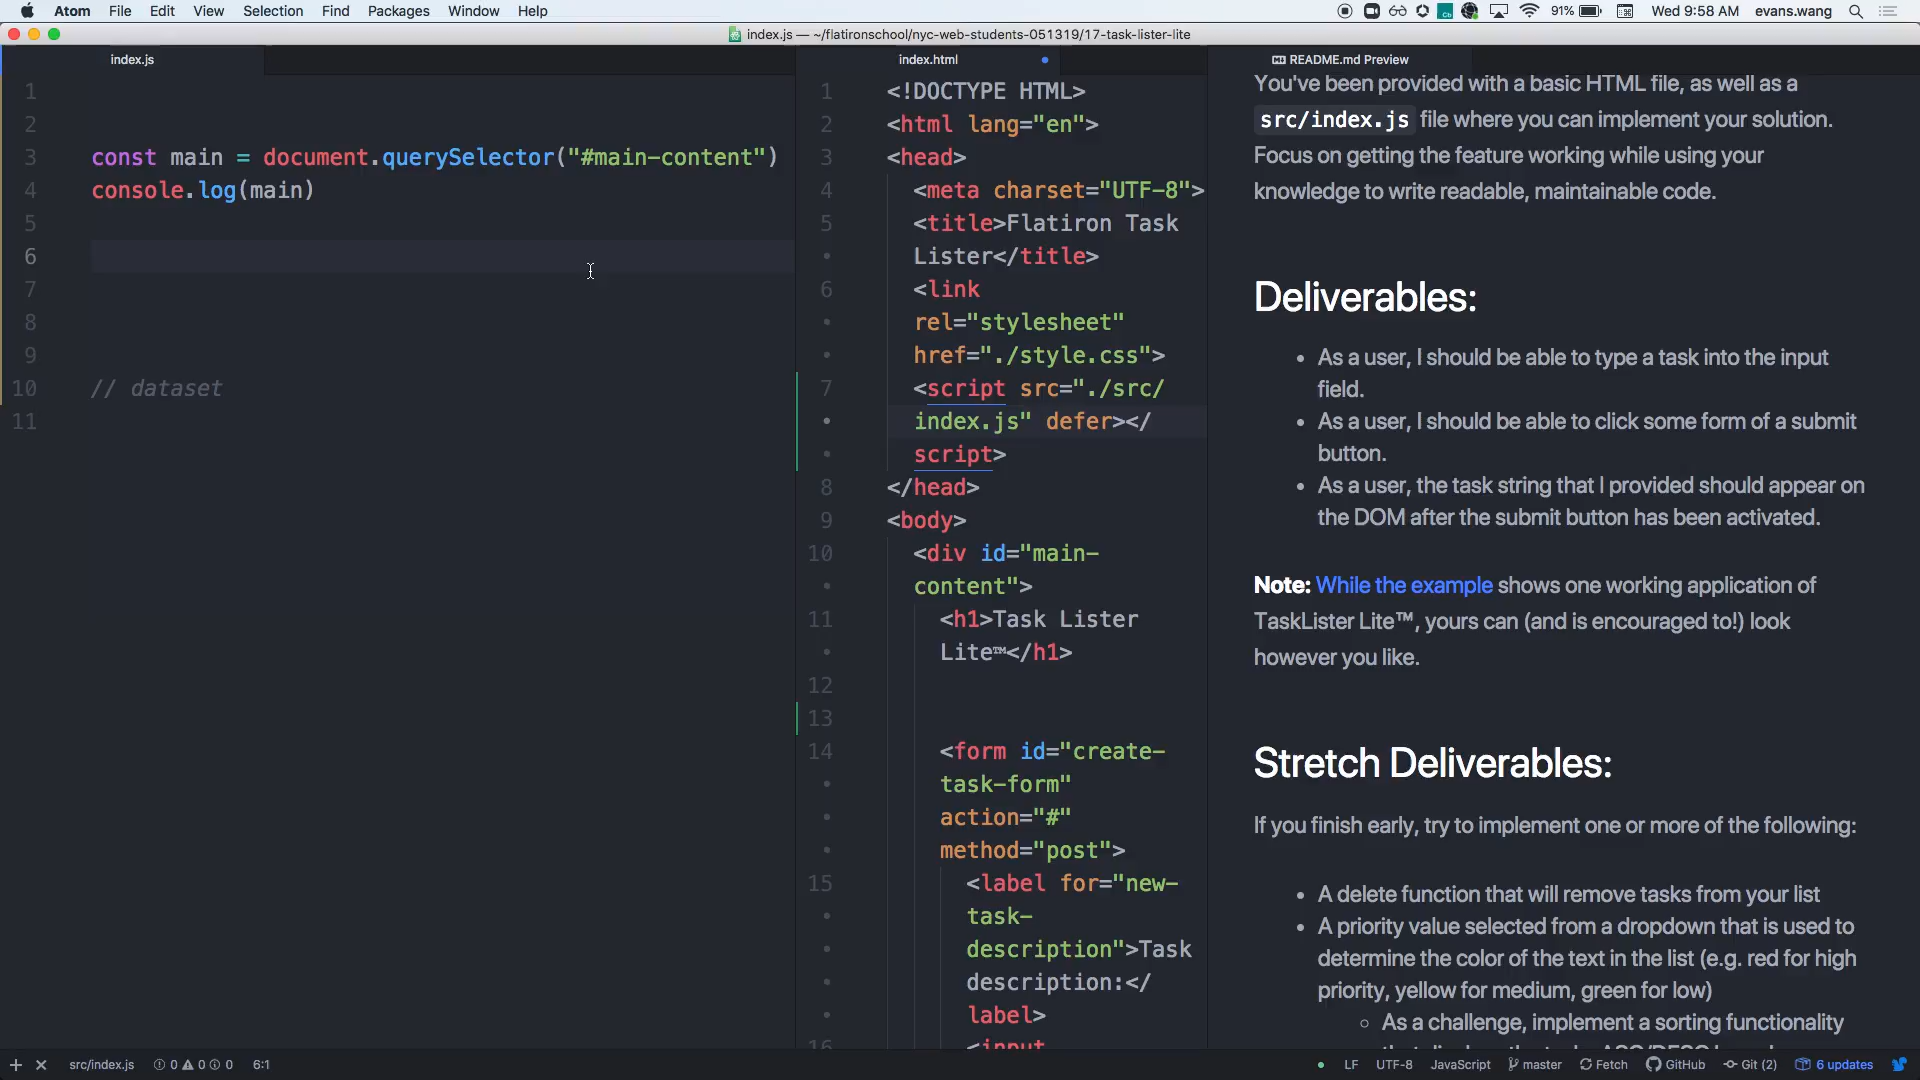 Atom File Edit View Selection Find Packages Window Help 91% Wed 9:58 AM evans.wang
index.js — ~/flatironschool/nyc-web-students-051319/17-task-lister-lite
index.js
1
2
3 const main = document.querySelector("#main-content")
4 console.log(main)
5
6
7
8
9
10 // dataset
11
index.html
1 <!DOCTYPE HTML>
2 <html lang="en">
3 <head>
4 <meta charset="UTF-8">
5 <title>Flatiron Task
Lister</title>
6 <link
rel="stylesheet"
href="./style.css">
7 <script src="./src/
index.js" defer></
script>
8 </head>
9 <body>
10 <div id="main-
content">
11 <h1>Task Lister
Lite™</h1>
12
13
14 <form id="create-
task-form"
action="#"
method="post">
15 <label for="new-
task-
description">Task
description:</
label>
16 <input
README.md Preview
You've been provided with a basic HTML file, as well as a
src/index.js file where you can implement your solution.
Focus on getting the feature working while using your
knowledge to write readable, maintainable code.
Deliverables:
• As a user, I should be able to type a task into the input
field.
• As a user, I should be able to click some form of a submit
button.
• As a user, the task string that I provided should appear on
the DOM after the submit button has been activated.
Note: While the example shows one working application of
TaskLister Lite™, yours can (and is encouraged to!) look
however you like.
Stretch Deliverables:
If you finish early, try to implement one or more of the following:
• A delete function that will remove tasks from your list
• A priority value selected from a dropdown that is used to
determine the color of the text in the list (e.g. red for high
priority, yellow for medium, green for low)
◦ As a challenge, implement a sorting functionality
src/index.js 0 0 0 6:1 LF UTF-8 JavaScript master Fetch GitHub Git (2) 6 updates